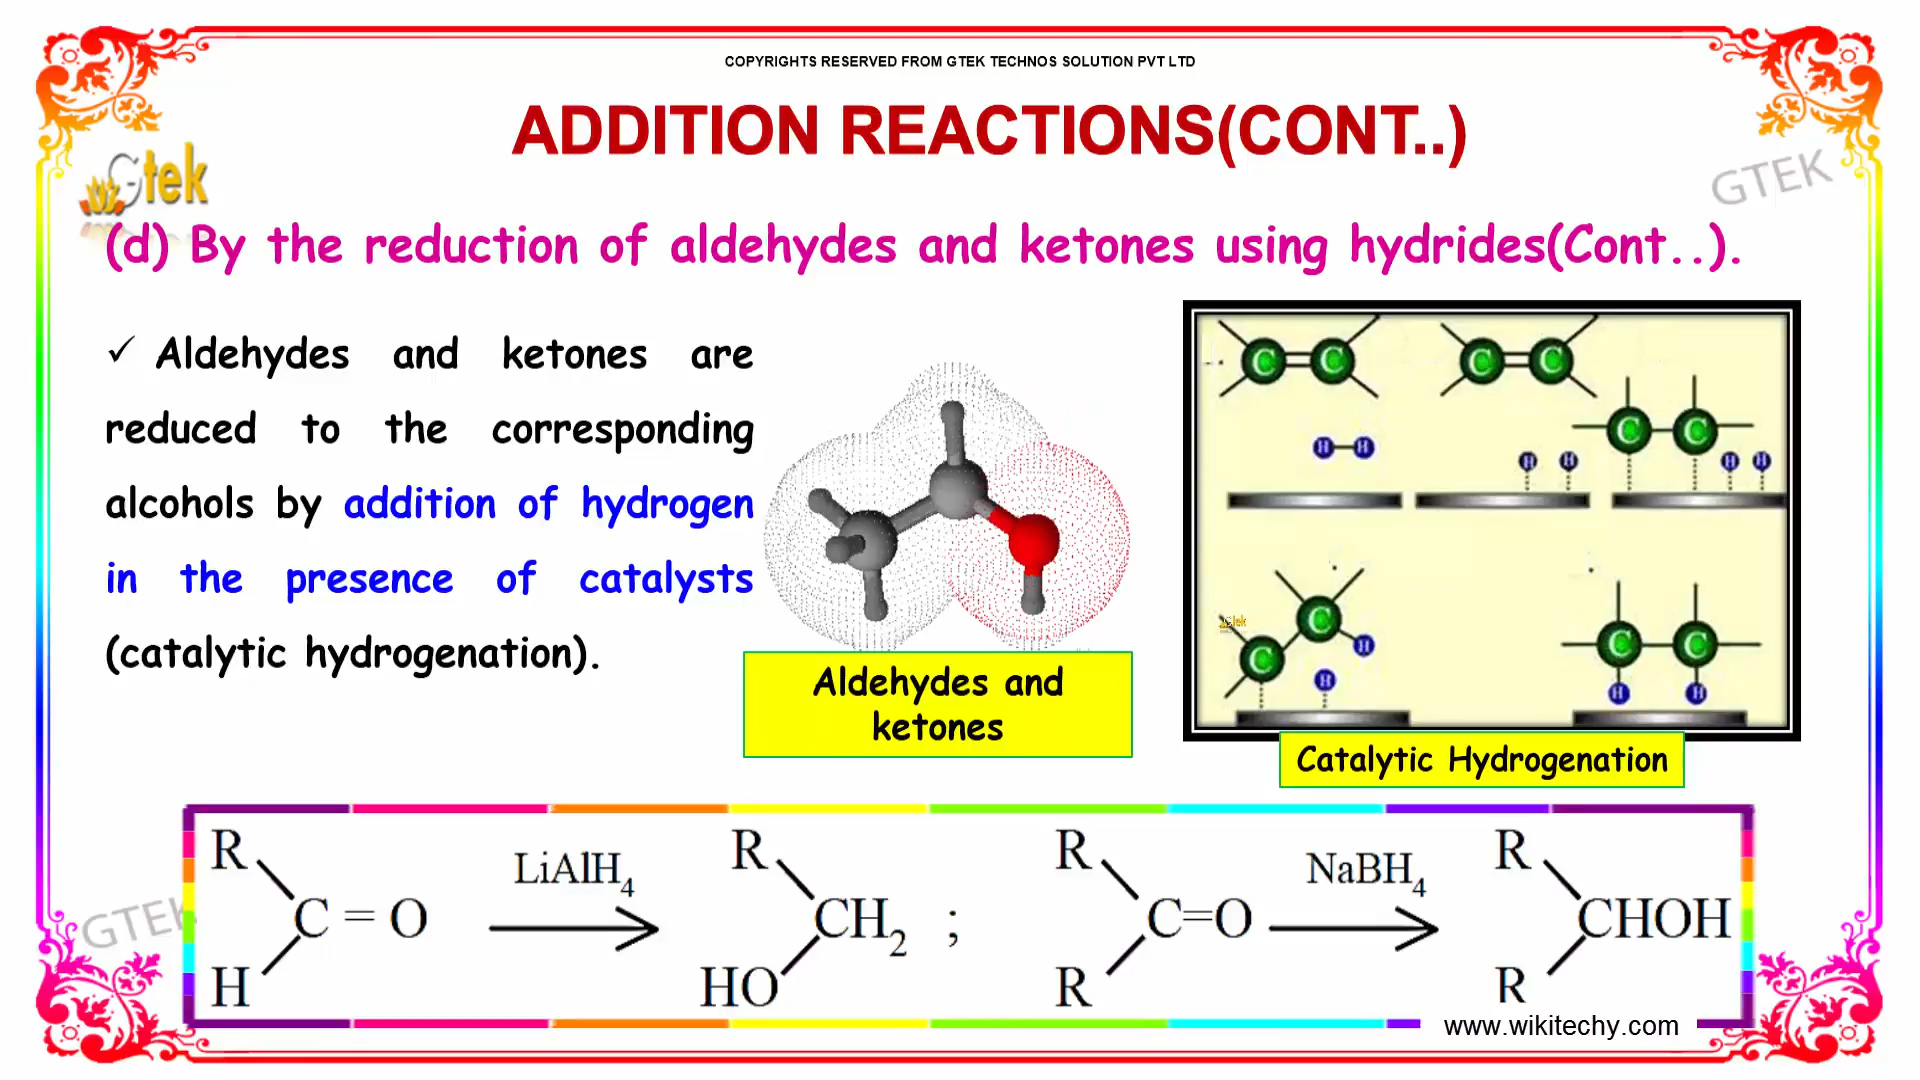 COPYRIGHTS RESERVED FROM GTEK TECHNOS SOLUTION PVT LTD
ADDITION REACTIONS(CONT..)
Gtek
GTEK
(d) By the reduction of aldehydes and ketones using hydrides(Cont..).
✓ Aldehydes and ketones are
reduced to the corresponding
alcohols by addition of hydrogen
in the presence of catalysts
(catalytic hydrogenation).
Aldehydes and
ketones
C C C C
C C
H H H H H H
C
Gtek
C H
H
C C
H H
Catalytic Hydrogenation
R LiAlH4 R R NaBH4 R
C = O CH2 ; C=O CHOH
H HO R R
GTEK
www.wikitechy.com